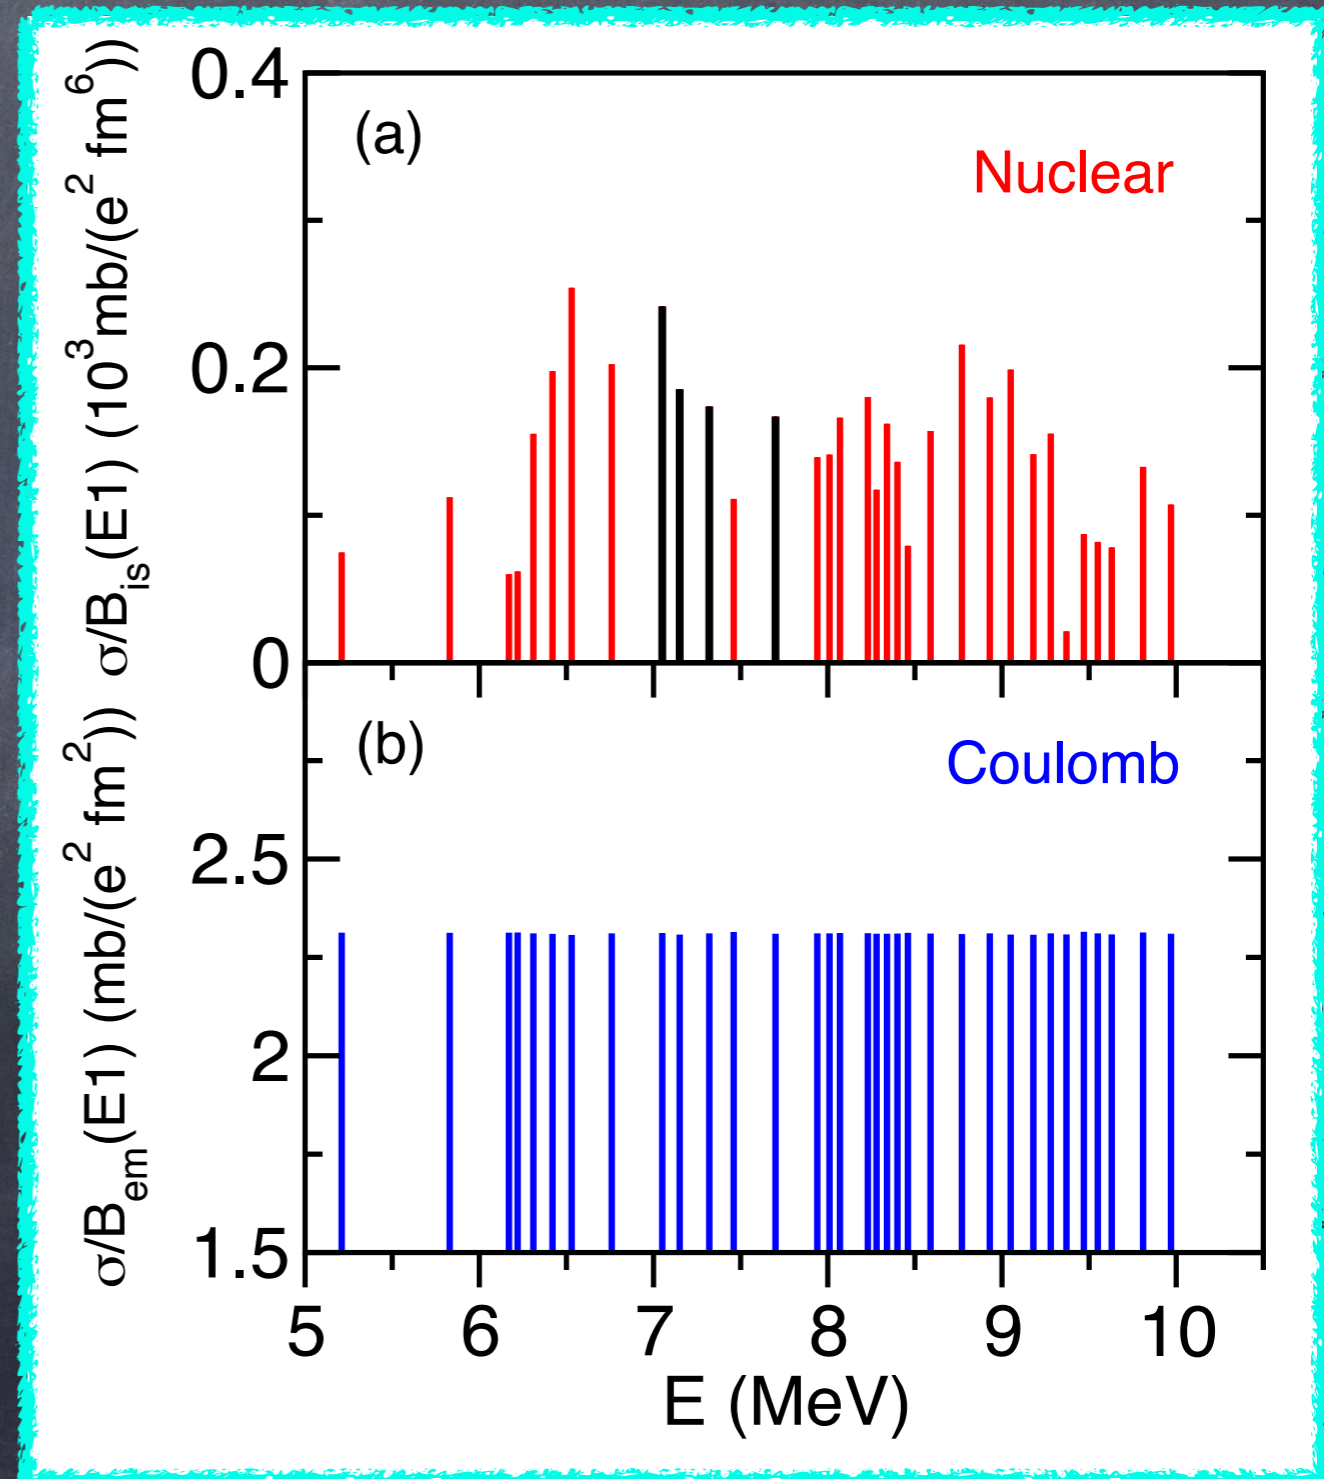 σ/B_is(E1) (10^3 mb/(e^2 fm^6))
0.4
(a)
Nuclear
0.2
0
σ/B_em(E1) (mb/(e^2 fm^2))
(b)
Coulomb
2.5
2
1.5
5 6 7 8 9 10
E (MeV)